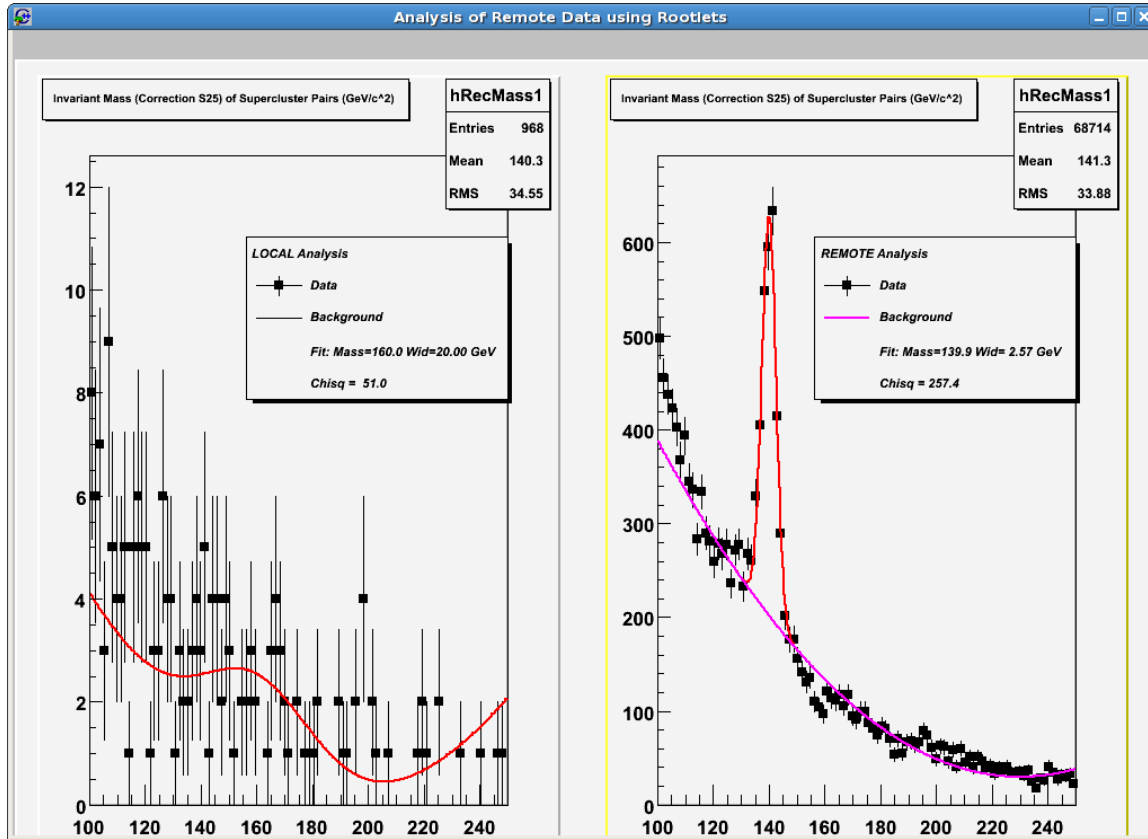 Analysis of Remote Data using Rootlets
Invariant Mass (Correction S25) of Supercluster Pairs (GeV/c^2)
hRecMass1
Entries 968
Mean 140.3
RMS 34.55
LOCAL Analysis
Data
Background
Fit: Mass=160.0 Wid=20.00 GeV
Chisq = 51.0
12
10
8
6
4
2
0
100 120 140 160 180 200 220 240
Invariant Mass (Correction S25) of Supercluster Pairs (GeV/c^2)
hRecMass1
Entries 68714
Mean 141.3
RMS 33.88
REMOTE Analysis
Data
Background
Fit: Mass=139.9 Wid= 2.57 GeV
Chisq = 257.4
600
500
400
300
200
100
0
100 120 140 160 180 200 220 240